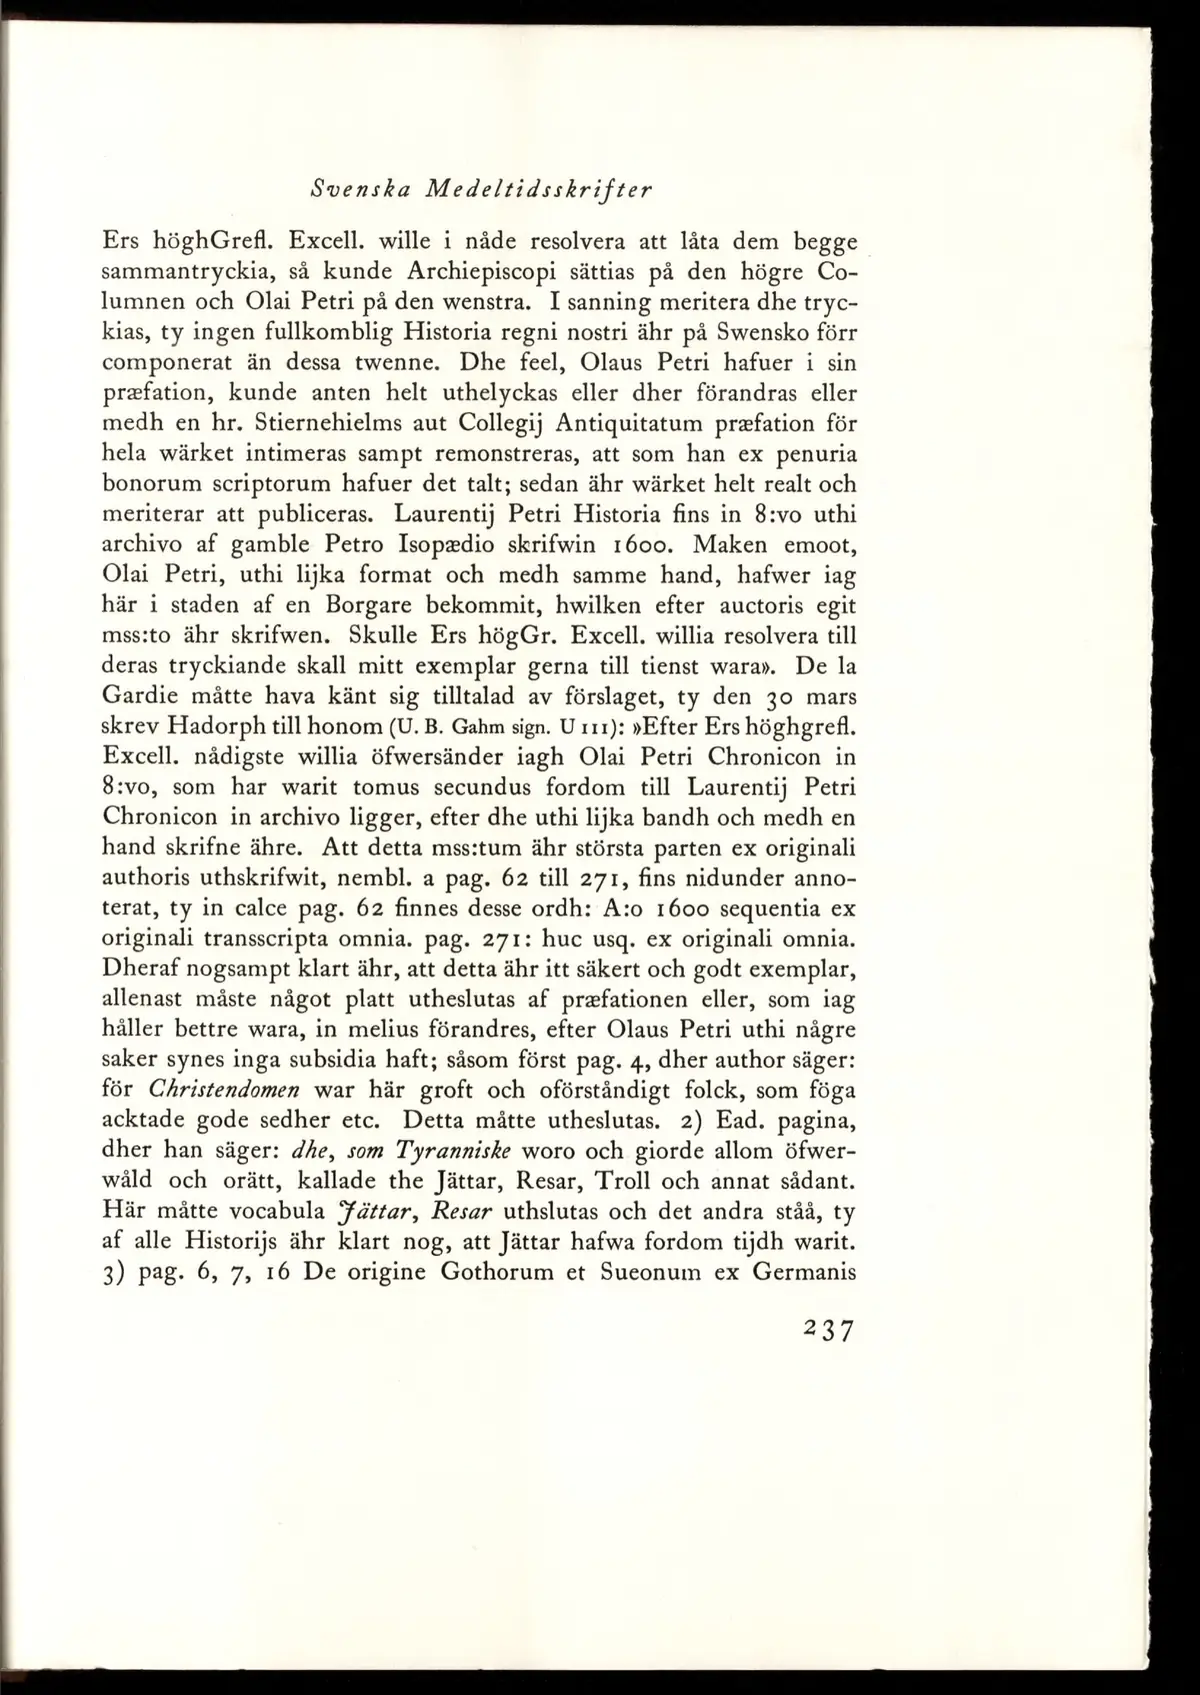 Svenska Medeltidsskrifter
Ers höghGrefl. Excell. wille i nåde resolvera att låta dem begge
sammantryckia, så kunde Archiepiscopi sättias på den högre Co-
lumnen och Olai Petri på den wenstra. I sanning meritera dhe tryc-
kias, ty ingen fullkomblig Historia regni nostri ähr på Swensko förr
componerat än dessa twenne. Dhe feel, Olaus Petri hafuer i sin
præfation, kunde anten helt uthelyckas eller dher förandras eller
medh en hr. Stiernehielms aut Collegij Antiquitatum præfation för
hela wärket intimeras sampt remonstreras, att som han ex penuria
bonorum scriptorum hafuer det talt; sedan ähr wärket helt realt och
meriterar att publiceras. Laurentij Petri Historia fins in 8:vo uthi
archivo af gamble Petro Isopædio skrifwin 1600. Maken emoot,
Olai Petri, uthi lijka format och medh samme hand, hafwer iag
här i staden af en Borgare bekommit, hwilken efter auctoris egit
mss:to ähr skrifwen. Skulle Ers högGr. Excell. willia resolvera till
deras tryckiande skall mitt exemplar gerna till tienst wara». De la
Gardie måtte hava känt sig tilltalad av förslaget, ty den 30 mars
skrev Hadorph till honom (U. B. Gahm sign. U III): »Efter Ers höghgrefl.
Excell. nådigste willia öfwersänder iagh Olai Petri Chronicon in
8:vo, som har warit tomus secundus fordom till Laurentij Petri
Chronicon in archivo ligger, efter dhe uthi lijka bandh och medh en
hand skrifne ähre. Att detta mss:tum ähr största parten ex originali
authoris uthskrifwit, nembl. a pag. 62 till 271, fins nidunder anno-
terat, ty in calce pag. 62 finnes desse ordh: A:o 1600 sequentia ex
originali transscripta omnia. pag. 271: huc usq. ex originali omnia.
Dheraf nogsampt klart ähr, att detta ähr itt säkert och godt exemplar,
allenast måste något platt utheslutas af præfationen eller, som iag
håller bettre wara, in melius förandres, efter Olaus Petri uthi någre
saker synes inga subsidia haft; såsom först pag. 4, dher author säger:
för Christendomen war här groft och oförståndigt folck, som föga
acktade gode sedher etc. Detta måtte utheslutas. 2) Ead. pagina,
dher han säger: dhe, som Tyranniske woro och giorde allom öfwer-
wåld och orätt, kallade the Jättar, Resar, Troll och annat sådant.
Här måtte vocabula Jättar, Resar uthslutas och det andra ståå, ty
af alle Historijs ähr klart nog, att Jättar hafwa fordom tijdh warit.
3) pag. 6, 7, 16 De origine Gothorum et Sueonum ex Germanis
237